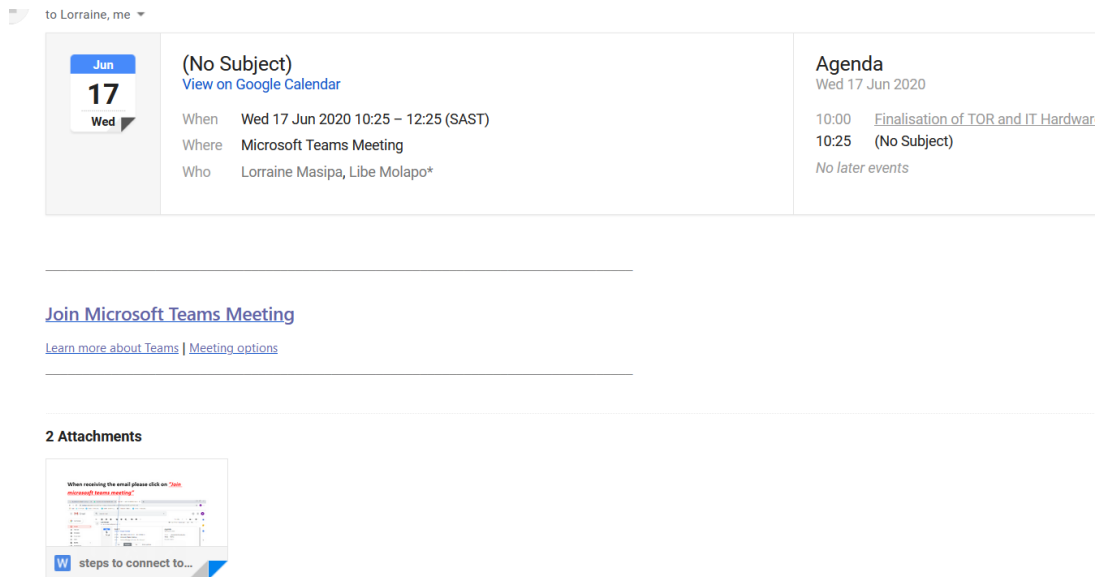 to Lorraine, me
Jun
17
Wed
(No Subject)
View on Google Calendar
When Wed 17 Jun 2020 10:25 – 12:25 (SAST)
Where Microsoft Teams Meeting
Who Lorraine Masipa, Libe Molapo*
Agenda
Wed 17 Jun 2020
10:00 Finalisation of TOR and IT Hardwar
10:25 (No Subject)
No later events
Join Microsoft Teams Meeting
Learn more about Teams | Meeting options
2 Attachments
When receiving the email please click on "Join
microsoft teams meeting"
W steps to connect to...